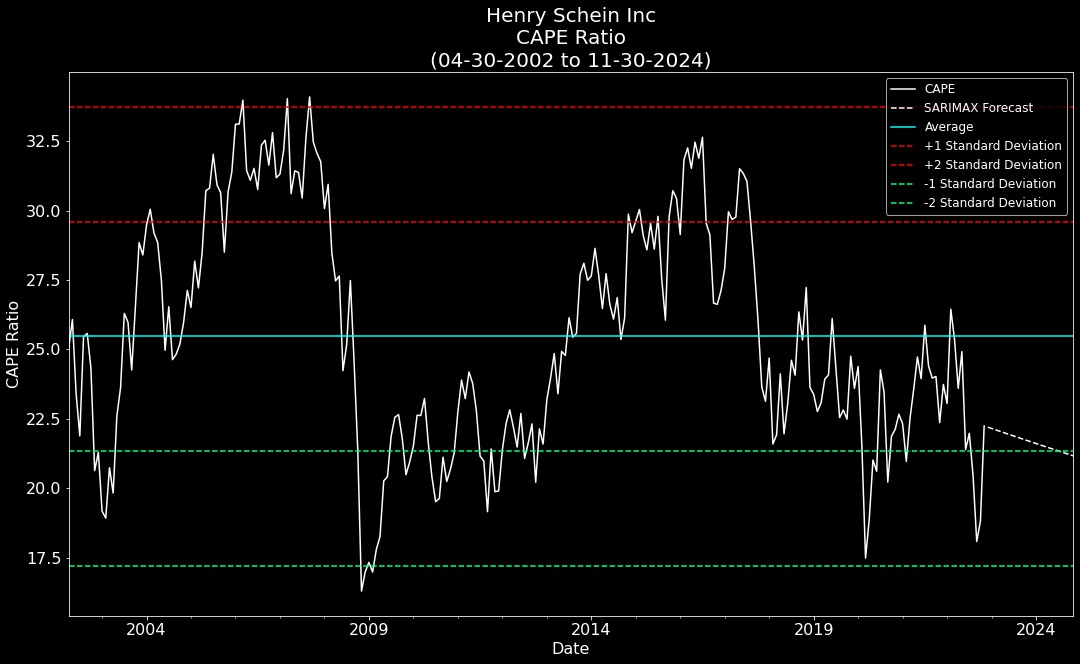 Henry Schein Inc
CAPE Ratio
(04-30-2002 to 11-30-2024)
CAPE
SARIMAX Forecast
Average
+1 Standard Deviation
+2 Standard Deviation
-1 Standard Deviation
-2 Standard Deviation
CAPE Ratio
32.5
30.0
27.5
25.0
22.5
20.0
17.5
2004
2009
2014
2019
2024
Date